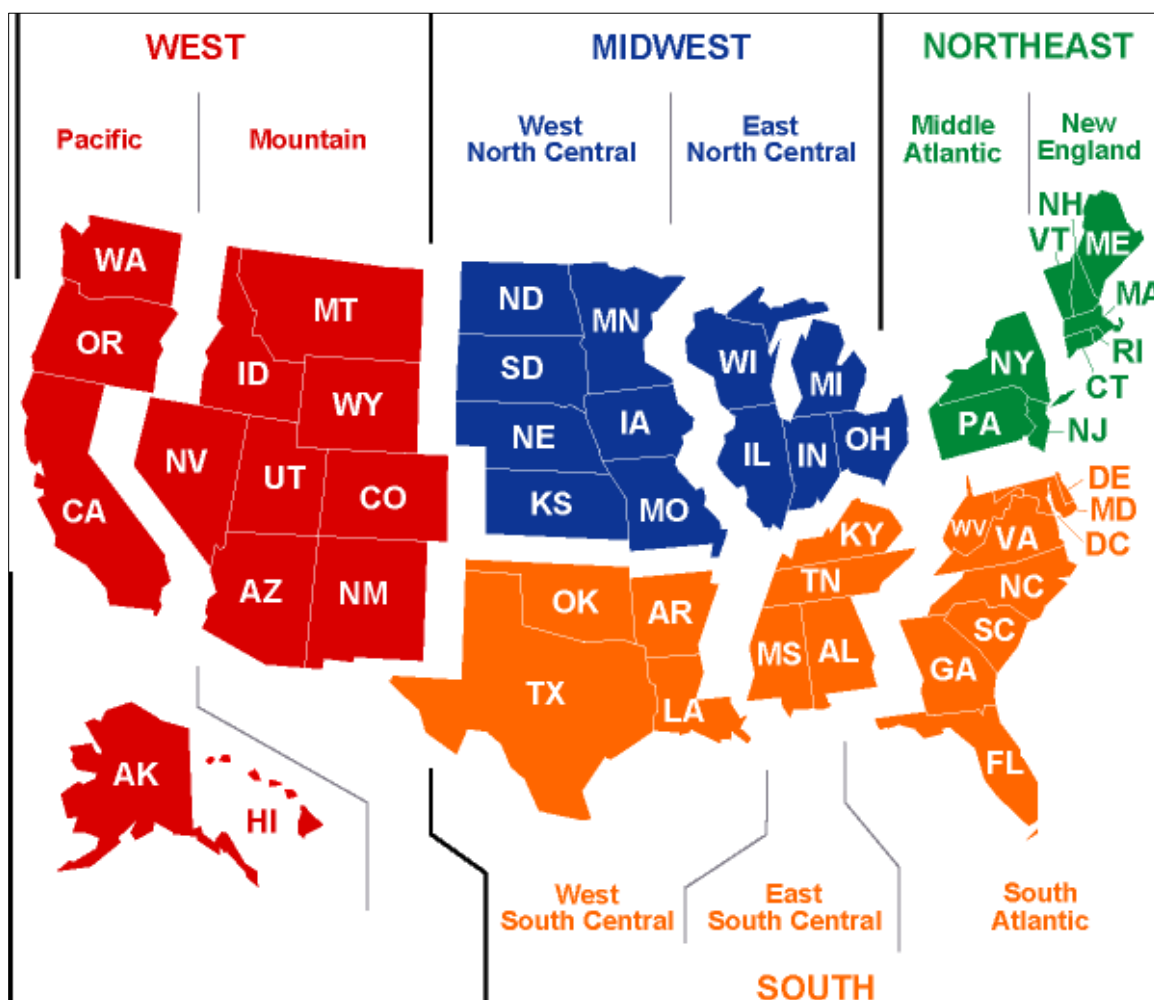 WEST
MIDWEST
NORTHEAST
Pacific
Mountain
West
North Central
East
North Central
Middle
Atlantic
New
England
WA
OR
CA
NV
ID
MT
WY
UT
CO
AZ
NM
AK
HI
ND
SD
NE
KS
MN
IA
MO
WI
MI
IL
IN
OH
NH
VT
ME
MA
RI
CT
NY
PA
NJ
DE
MD
DC
WV
VA
KY
TN
NC
SC
OK
AR
MS
AL
GA
TX
LA
FL
West
South Central
East
South Central
South
Atlantic
SOUTH